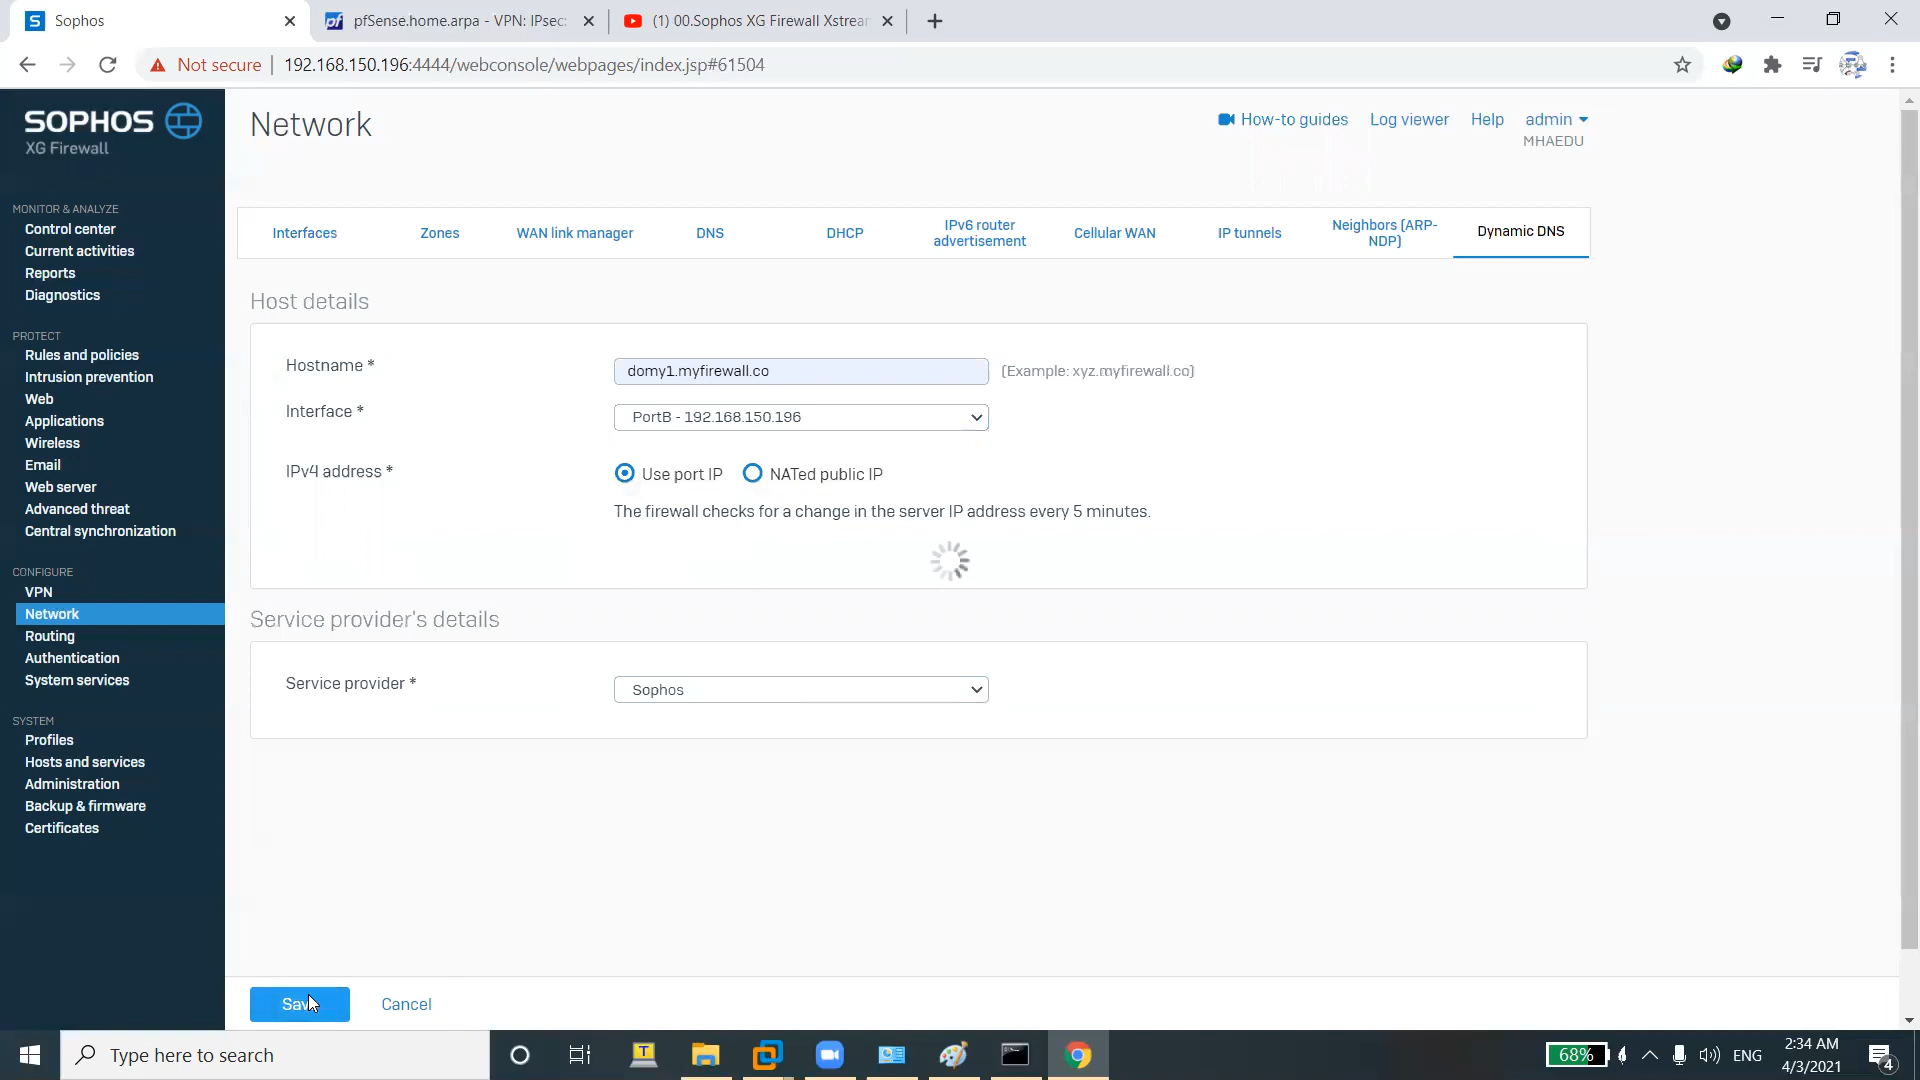 Sophos
pfSense.home.arpa - VPN: IPsec:
(1) 00.Sophos XG Firewall Xstrear
Not secure
192.168.150.196:4444/webconsole/webpages/index.jsp#61504
SOPHOS
XG Firewall
Network
How-to guides
Log viewer
Help
admin
MHAEDU
MONITOR & ANALYZE
Control center
Current activities
Reports
Diagnostics
PROTECT
Rules and policies
Intrusion prevention
Web
Applications
Wireless
Email
Web server
Advanced threat
Central synchronization
CONFIGURE
VPN
Network
Routing
Authentication
System services
SYSTEM
Profiles
Hosts and services
Administration
Backup & firmware
Certificates
Interfaces
Zones
WAN link manager
DNS
DHCP
IPv6 router
advertisement
Cellular WAN
IP tunnels
Neighbors (ARP-
NDP)
Dynamic DNS
Host details
Hostname *
domy1.myfirewall.co
(Example: xyz.myfirewall.co)
Interface *
PortB - 192.168.150.196
IPv4 address *
Use port IP
NATed public IP
The firewall checks for a change in the server IP address every 5 minutes.
Service provider's details
Service provider *
Sophos
Save
Cancel
Type here to search
68%
ENG
2:34 AM
4/3/2021
4